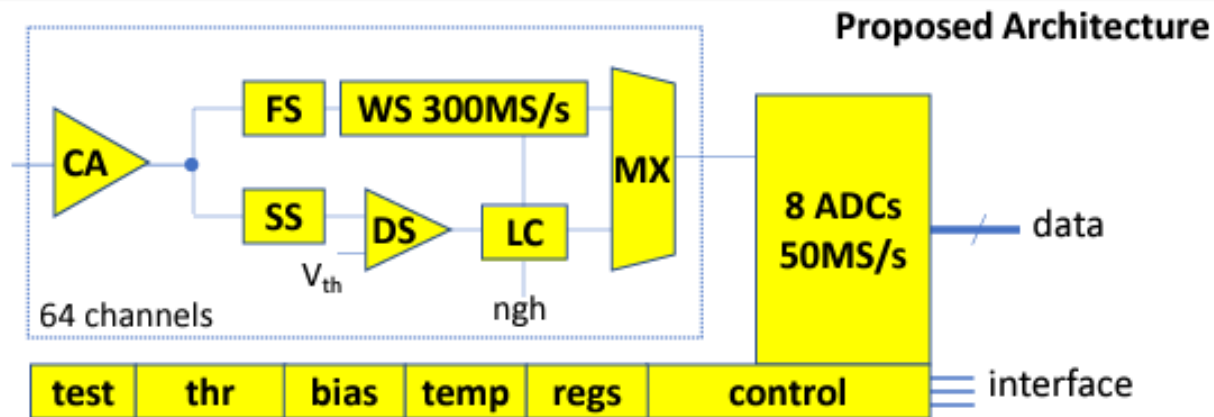 Proposed Architecture
FS
WS 300MS/s
CA
MX
SS
DS
LC
V_th
ngh
64 channels
8 ADCs
50MS/s
data
test
thr
bias
temp
regs
control
interface